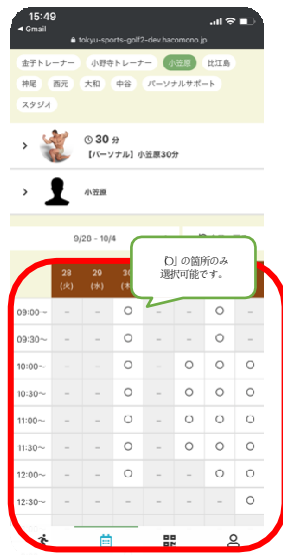 15:49
◀ Gmail
tokyu-sports-golf2-dev.hacomono.jp
金子トレーナー 小野寺トレーナー 小笠原 比江島
神尾 西元 大和 中谷 パーソナルサポート
スタジオ
30 分
【パーソナル】小笠原30分
小笠原
9/28 - 10/4
「○」の箇所のみ
選択可能です。
28 29
(火) (水) (木)
09:00～ - - ○ - - ○ -
09:30～ - - ○ - - ○ -
10:00～ - - ○ - ○ ○ ○
10:30～ - - ○ - ○ ○ ○
11:00～ - - ○ - ○ ○ ○
11:30～ - - ○ - ○ ○ ○
12:00～ - - ○ - - ○ ○
12:30～ - - - - - - ○